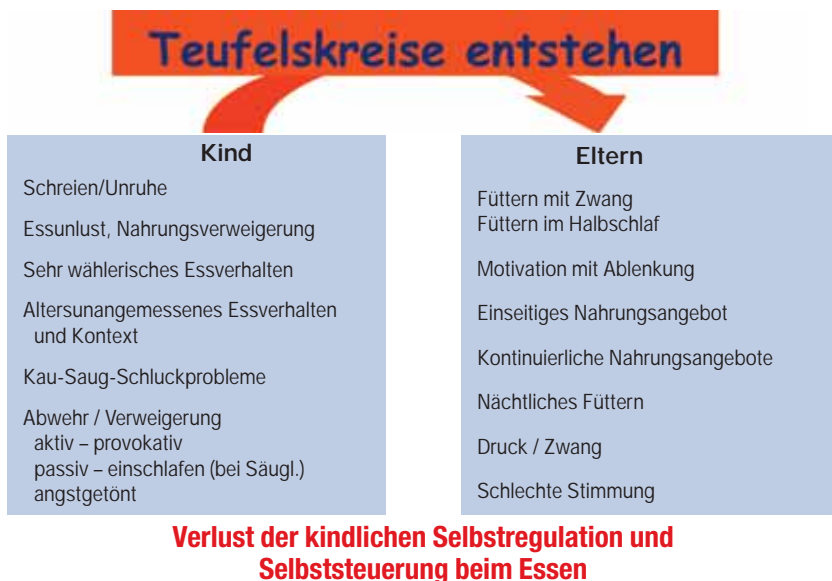 Teufelskreise entstehen
Kind
Schreien/Unruhe
Essunlust, Nahrungsverweigerung
Sehr wählerisches Essverhalten
Altersunangemessenes Essverhalten
und Kontext
Kau-Saug-Schluckprobleme
Abwehr / Verweigerung
aktiv – provokativ
passiv – einschlafen (bei Säugl.)
angstgetönt
Eltern
Füttern mit Zwang
Füttern im Halbschlaf
Motivation mit Ablenkung
Einseitiges Nahrungsangebot
Kontinuierliche Nahrungsangebote
Nächtliches Füttern
Druck / Zwang
Schlechte Stimmung
Verlust der kindlichen Selbstregulation und
Selbststeuerung beim Essen